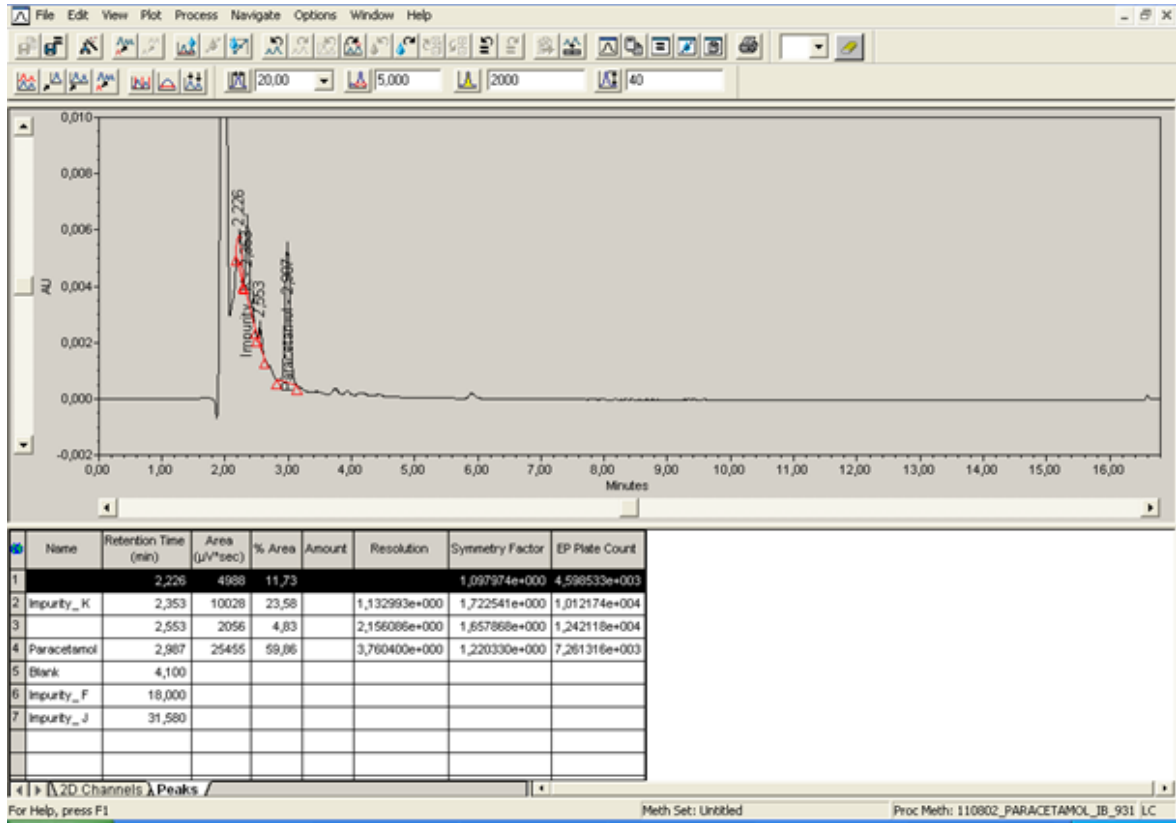 File Edit View Plot Process Navigate Options Window Help
20,00 5,000 2000 40
0,010
0,008
0,006
0,004
0,002
0,000
-0,002
AU
2,226
Impurity_K - 2,353
2,553
Paracetamol - 2,987
0,00 1,00 2,00 3,00 4,00 5,00 6,00 7,00 8,00 9,00 10,00 11,00 12,00 13,00 14,00 15,00 16,00
Minutes
Name Retention Time (min) Area (µV*sec) % Area Amount Resolution Symmetry Factor EP Plate Count
1 2,226 4988 11,73 1,097974e+000 4,598533e+003
2 Impurity_K 2,353 10028 23,58 1,132993e+000 1,722541e+000 1,012174e+004
3 2,553 2056 4,83 2,156086e+000 1,657868e+000 1,242118e+004
4 Paracetamol 2,987 25455 59,86 3,760400e+000 1,220330e+000 7,261316e+003
5 Blank 4,100
6 Impurity_F 18,000
7 Impurity_J 31,580
2D Channels Peaks
For Help, press F1 Meth Set: Untitled Proc Meth: 110802_PARACETAMOL_IB_931 LC